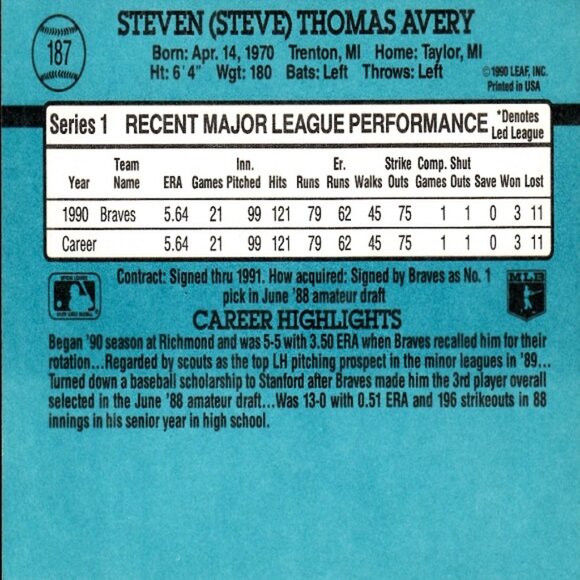 187
STEVEN (STEVE) THOMAS AVERY
Born: Apr. 14, 1970 Trenton, MI Home: Taylor, MI
Ht: 6'4" Wgt: 180 Bats: Left Throws: Left
©1990 LEAF, INC.
Printed in USA
Series 1 RECENT MAJOR LEAGUE PERFORMANCE *Denotes
Led League
Team Inn. Er. Strike Comp. Shut
Year Name ERA Games Pitched Hits Runs Runs Walks Outs Games Outs Save Won Lost
1990 Braves 5.64 21 99 121 79 62 45 75 1 1 0 3 11
Career 5.64 21 99 121 79 62 45 75 1 1 0 3 11
Contract: Signed thru 1991. How acquired: Signed by Braves as No. 1
pick in June '88 amateur draft
MLB
CAREER HIGHLIGHTS
Began '90 season at Richmond and was 5-5 with 3.50 ERA when Braves recalled him for their
rotation...Regarded by scouts as the top LH pitching prospect in the minor leagues in '89...
Turned down a baseball scholarship to Stanford after Braves made him the 3rd player overall
selected in the June '88 amateur draft...Was 13-0 with 0.51 ERA and 196 strikeouts in 88
innings in his senior year in high school.